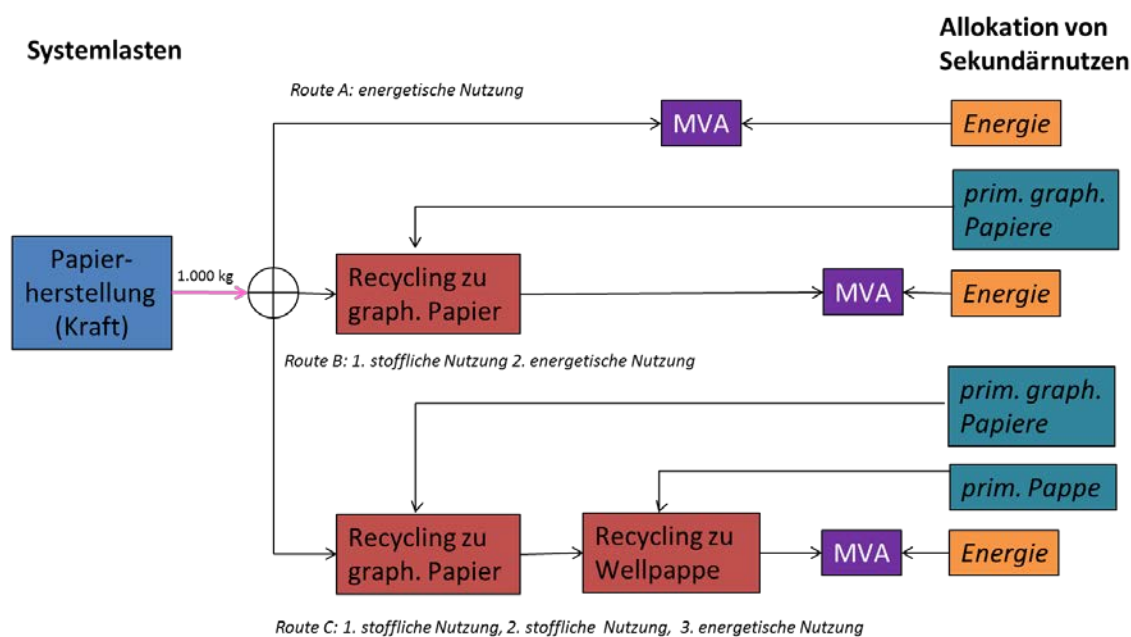 Systemlasten
Allokation von
Sekundärnutzen
Route A: energetische Nutzung
MVA
Energie
prim. graph.
Papiere
Papier-
herstellung
(Kraft)
1.000 kg
Recycling zu
graph. Papier
MVA
Energie
Route B: 1. stoffliche Nutzung 2. energetische Nutzung
prim. graph.
Papiere
prim. Pappe
Recycling zu
graph. Papier
Recycling zu
Wellpappe
MVA
Energie
Route C: 1. stoffliche Nutzung, 2. stoffliche Nutzung, 3. energetische Nutzung